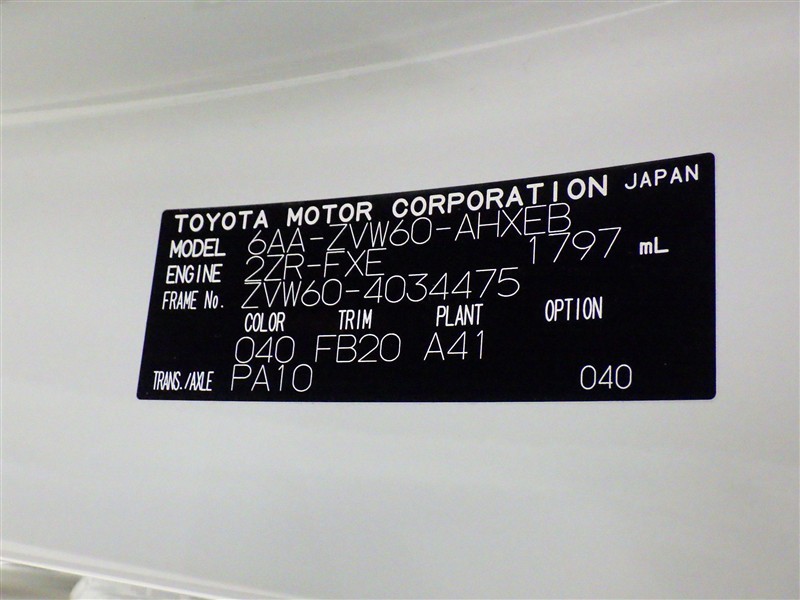 TOYOTA MOTOR CORPORATION JAPAN
MODEL 6AA-ZVW60-AHXEB
ENGINE 2ZR-FXE 1797 mL
FRAME No. ZVW60-4034475
COLOR TRIM PLANT OPTION
040 FB20 A41
TRANS./AXLE PA10 040